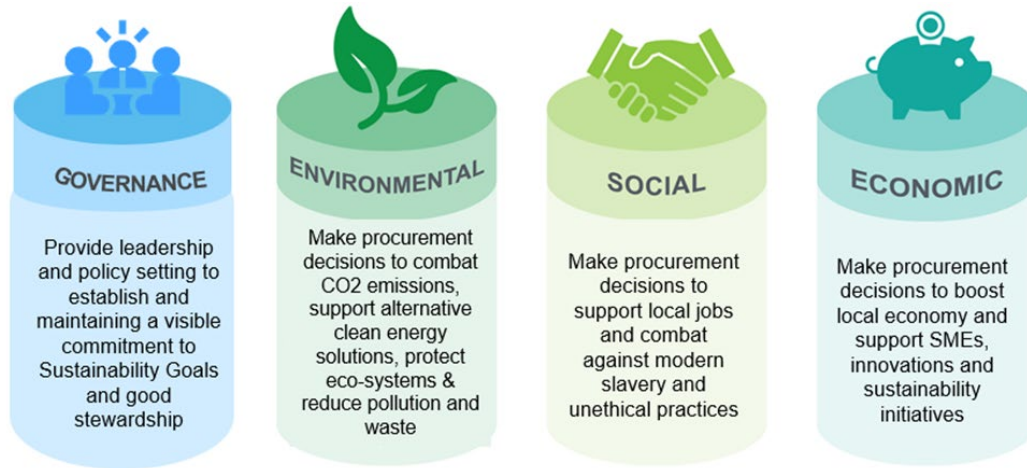 GOVERNANCE
Provide leadership
and policy setting to
establish and
maintaining a visible
commitment to
Sustainability Goals
and good
stewardship
ENVIRONMENTAL
Make procurement
decisions to combat
CO2 emissions,
support alternative
clean energy
solutions, protect
eco-systems &
reduce pollution and
waste
SOCIAL
Make procurement
decisions to
support local jobs
and combat
against modern
slavery and
unethical practices
ECONOMIC
Make procurement
decisions to boost
local economy and
support SMEs,
innovations and
sustainability
initiatives